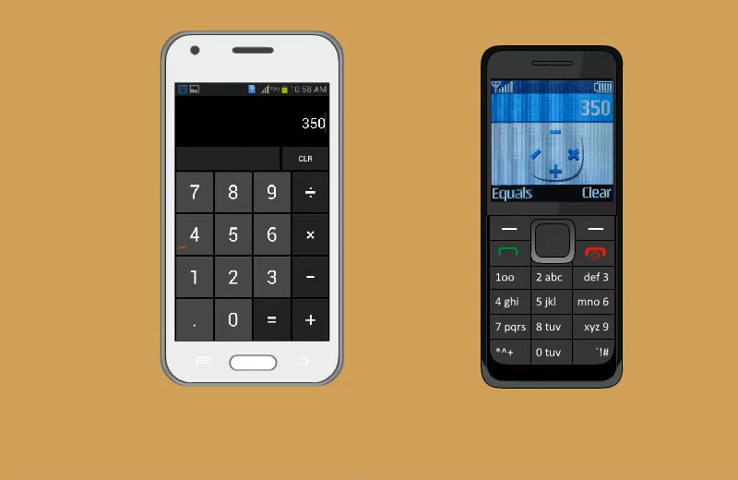 10:58 AM
350
CLR
7 8 9 ÷
4 5 6 ×
1 2 3 −
. 0 = +
350
Equals Clear
1oo 2 abc def 3
4 ghi 5 jkl mno 6
7 pqrs 8 tuv xyz 9
*^+ 0 tuv `!#